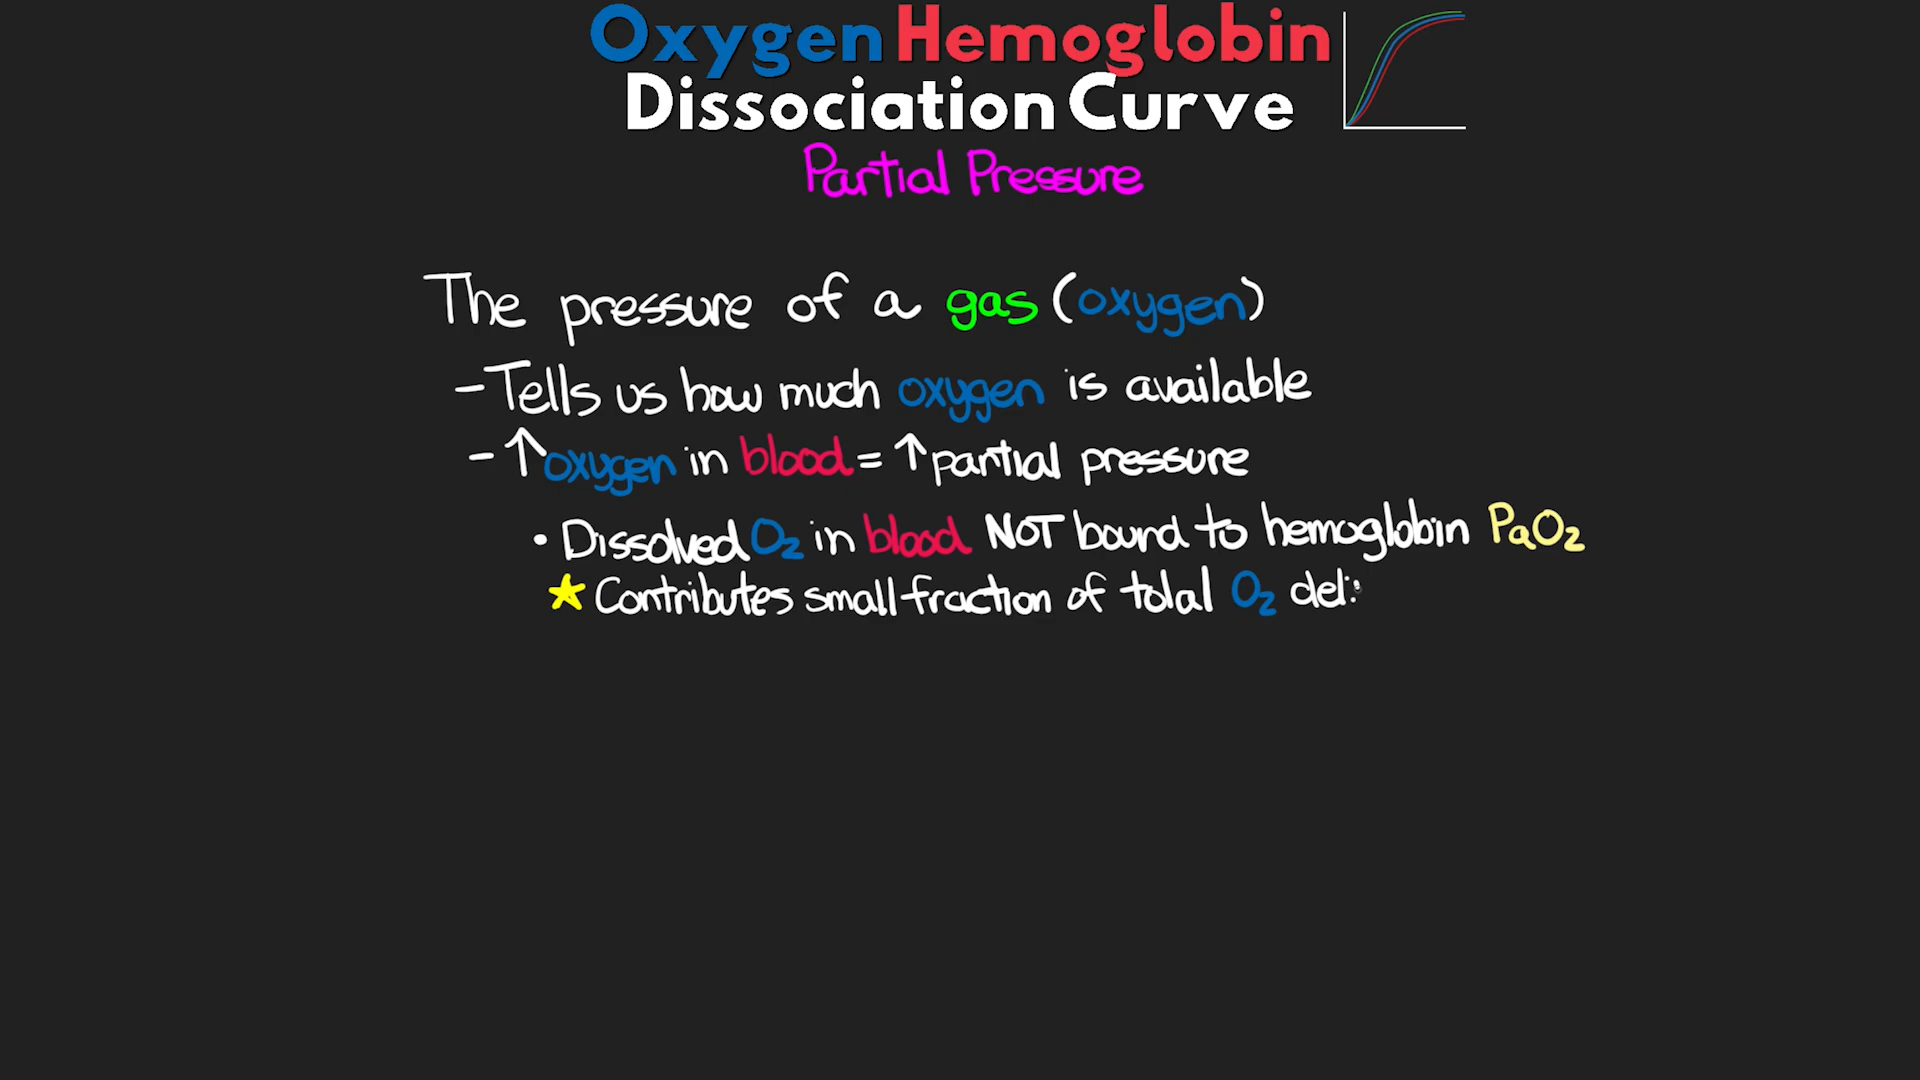 Oxygen Hemoglobin
Dissociation Curve
Partial Pressure
The pressure of a gas (oxygen)
- Tells us how much oxygen is available
- ↑oxygen in blood = ↑partial pressure
• Dissolved O₂ in blood NOT bound to hemoglobin PaO₂
★ Contributes small fraction of total O₂ deli